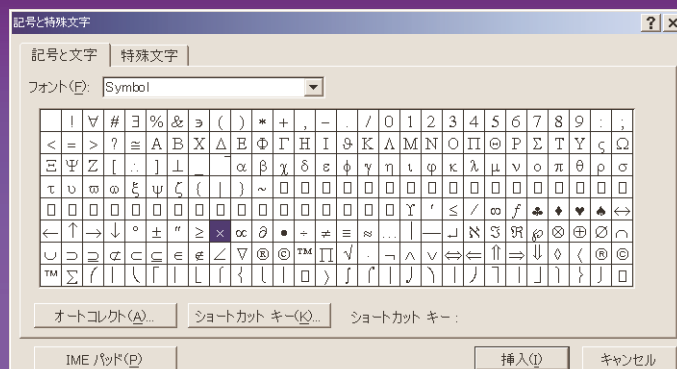 記号と特殊文字
記号と文字 特殊文字
フォント(F): Symbol
! ∀ # ∃ % & ∍ ( ) * + , − . / 0 1 2 3 4 5 6 7 8 9 : ;
< = > ? ≅ Α Β Χ Δ Ε Φ Γ Η Ι ϑ Κ Λ Μ Ν Ο Π Θ Ρ Σ Τ Υ ς Ω
Ξ Ψ Ζ [ ∴ ] ⊥ _ ‾ α β χ δ ε ϕ γ η ι φ κ λ μ ν ο π θ ρ σ
τ υ ϖ ω ξ ψ ζ { | } ~ □ □ □ □ □ □ □ □ □ □ □ □ □ □ □ □ □
□ □ □ □ □ □ □ □ □ □ □ □ □ □ □ □ ϒ ′ ≤ ⁄ ∞ ƒ ♣ ♦ ♥ ♠ ↔
← ↑ → ↓ ° ± ″ ≥ × ∝ ∂ • ÷ ≠ ≡ ≈ … | — ↵ ℵ ℑ ℜ ℘ ⊗ ⊕ ∅ ∩
∪ ⊃ ⊇ ⊄ ⊂ ⊆ ∈ ∉ ∠ ∇ ® © ™ ∏ √ ⋅ ¬ ∧ ∨ ⇔ ⇐ ⇑ ⇒ ⇓ ◊ 〈 ® ©
™ ∑
オートコレクト(A)... ショートカット キー(K)... ショートカット キー :
IME パッド(P) 挿入(I) キャンセル